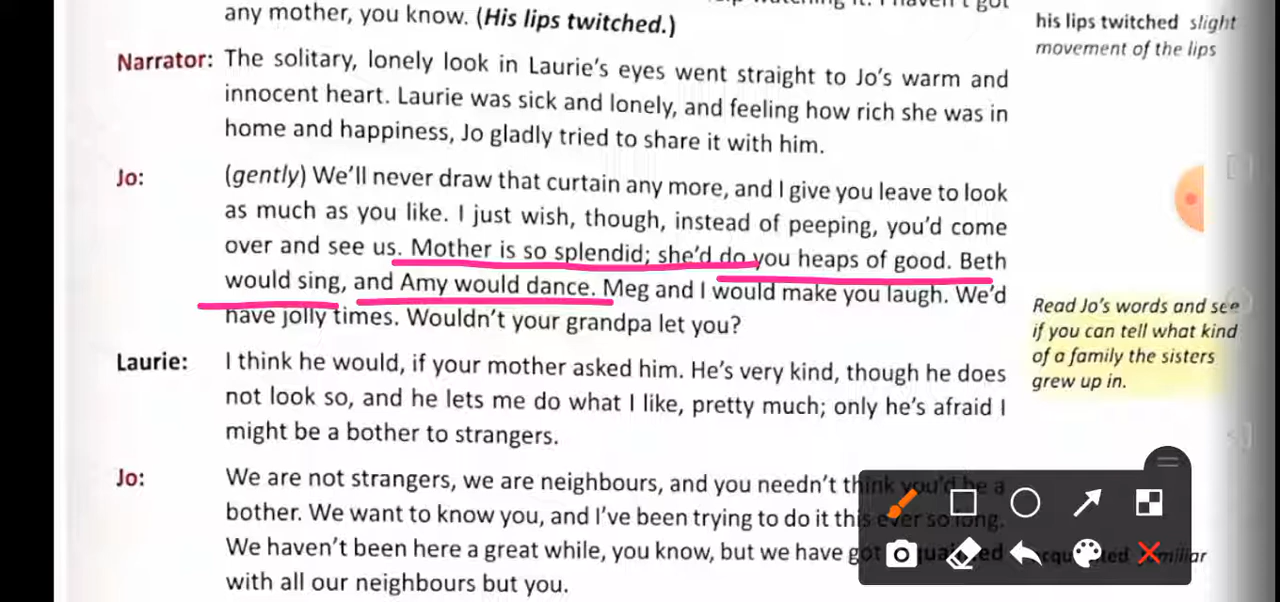 any mother, you know. (His lips twitched.)
his lips twitched slight
movement of the lips
Narrator: The solitary, lonely look in Laurie's eyes went straight to Jo's warm and
innocent heart. Laurie was sick and lonely, and feeling how rich she was in
home and happiness, Jo gladly tried to share it with him.
Jo: (gently) We'll never draw that curtain any more, and I give you leave to look
as much as you like. I just wish, though, instead of peeping, you'd come
over and see us. Mother is so splendid; she'd do you heaps of good. Beth
would sing, and Amy would dance. Meg and I would make you laugh. We'd
have jolly times. Wouldn't your grandpa let you?
Read Jo's words and see
if you can tell what kind
of a family the sisters
grew up in.
Laurie: I think he would, if your mother asked him. He's very kind, though he does
not look so, and he lets me do what I like, pretty much; only he's afraid I
might be a bother to strangers.
Jo: We are not strangers, we are neighbours, and you needn't think you'd be a
bother. We want to know you, and I've been trying to do it this ever so long.
We haven't been here a great while, you know, but we have got
with all our neighbours but you.